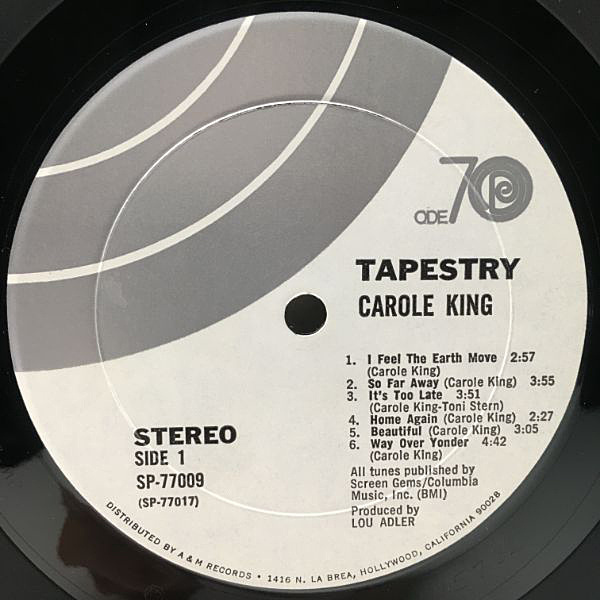 ODE 70
TAPESTRY
CAROLE KING
1. I Feel The Earth Move 2:57
(Carole King)
2. So Far Away (Carole King) 3:55
3. It's Too Late 3:51
(Carole King-Toni Stern)
4. Home Again (Carole King) 2:27
5. Beautiful (Carole King) 3:05
6. Way Over Yonder 4:42
(Carole King)
All tunes published by
Screen Gems/Columbia
Music, Inc. (BMI)
Produced by
LOU ADLER
STEREO
SIDE 1
SP-77009
(SP-77017)
DISTRIBUTED BY A & M RECORDS • 1416 N. LA BREA, HOLLYWOOD, CALIFORNIA 90028